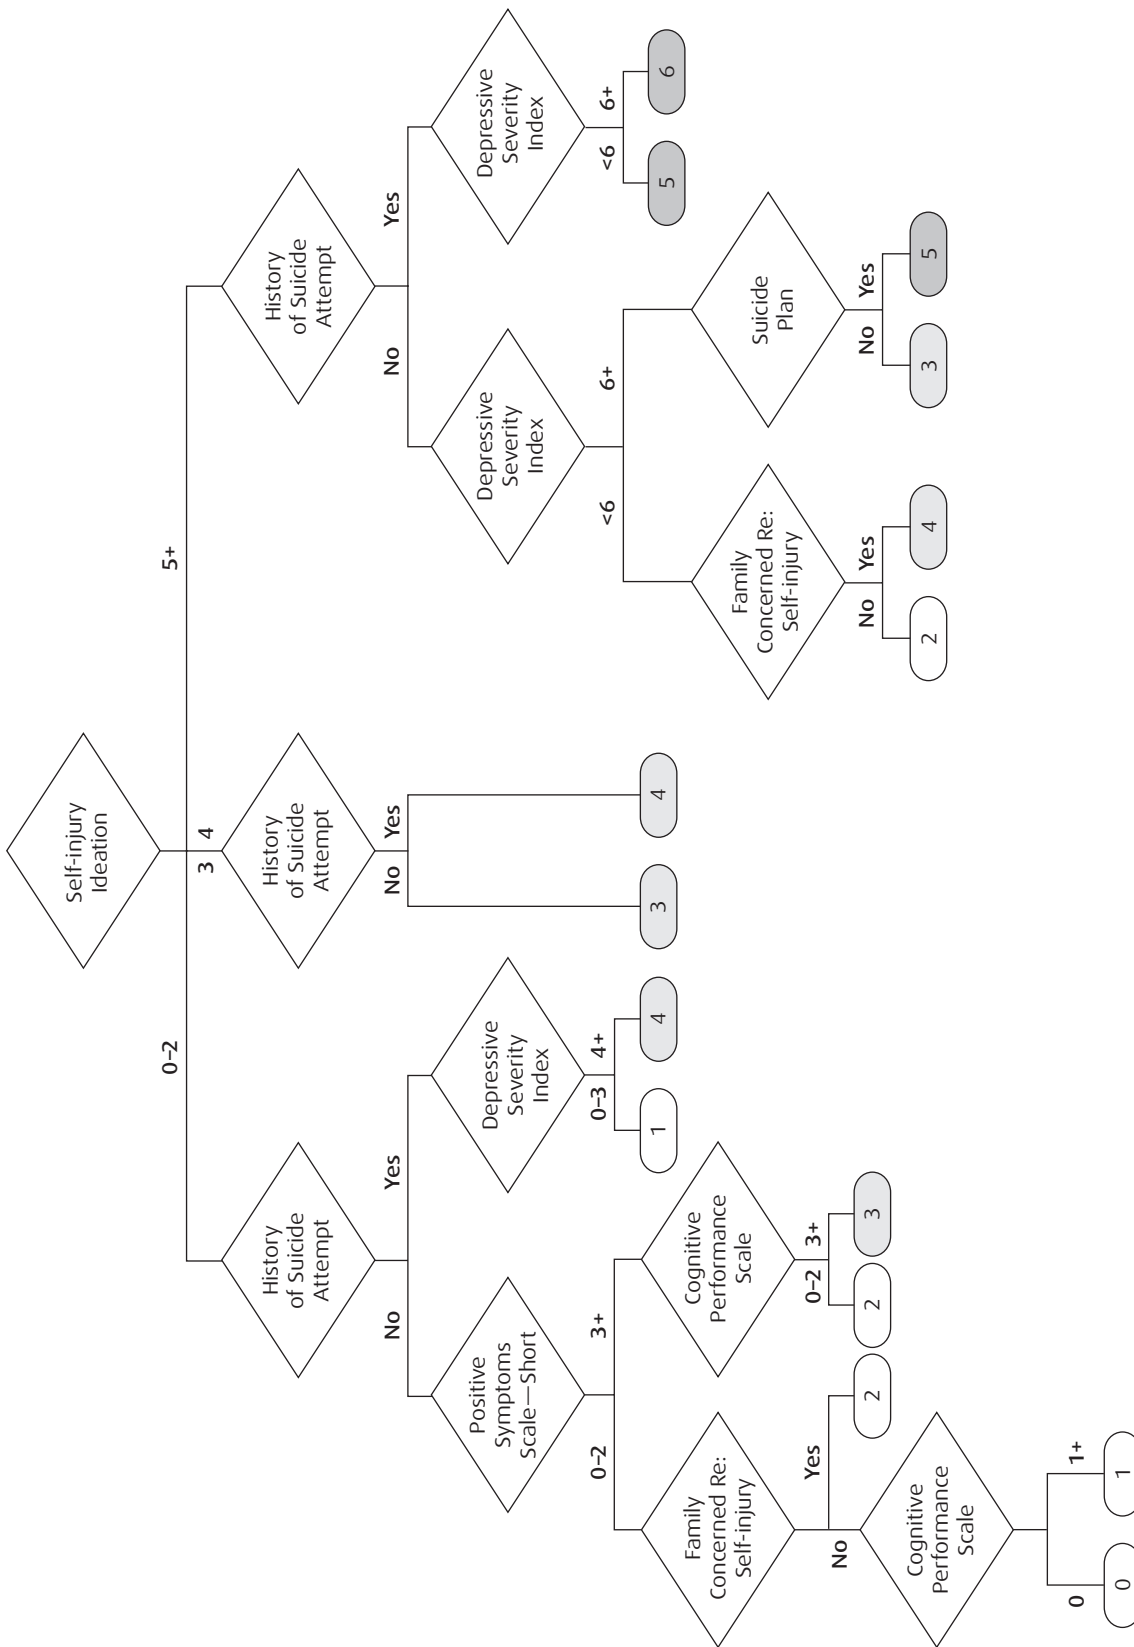 Self-injury
Ideation
0–2
3
4
5+
History
of Suicide
Attempt
History
of Suicide
Attempt
History
of Suicide
Attempt
No
Yes
No
Yes
No
Yes
Positive
Symptoms
Scale—Short
Depressive
Severity
Index
Depressive
Severity
Index
Depressive
Severity
Index
0–2
3+
0–3
4+
<6
6+
<6
6+
1
4
3
4
5
6
Family
Concerned Re:
Self-injury
Cognitive
Performance
Scale
Family
Concerned Re:
Self-injury
Suicide
Plan
No
Yes
0–2
3+
No
Yes
No
Yes
2
2
3
2
4
3
5
Cognitive
Performance
Scale
0
1+
0
1